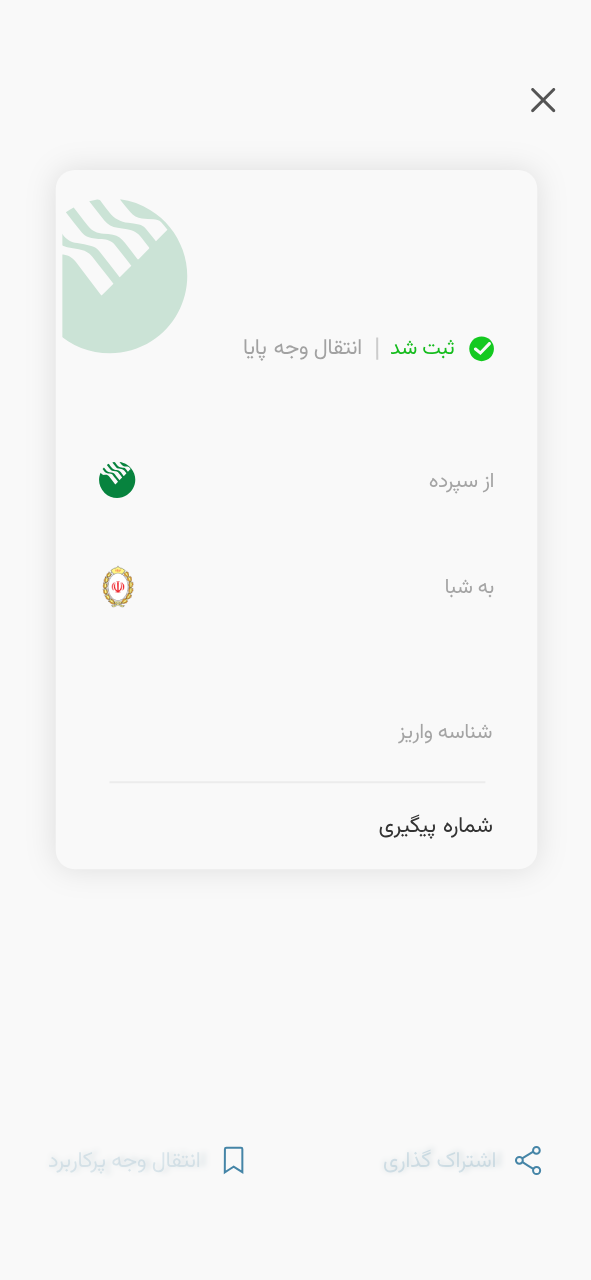 ثبت شد | انتقال وجه پایا
از سپرده
به شبا
شناسه واریز
شماره پیگیری
اشتراک گذاری
انتقال وجه پرکاربرد